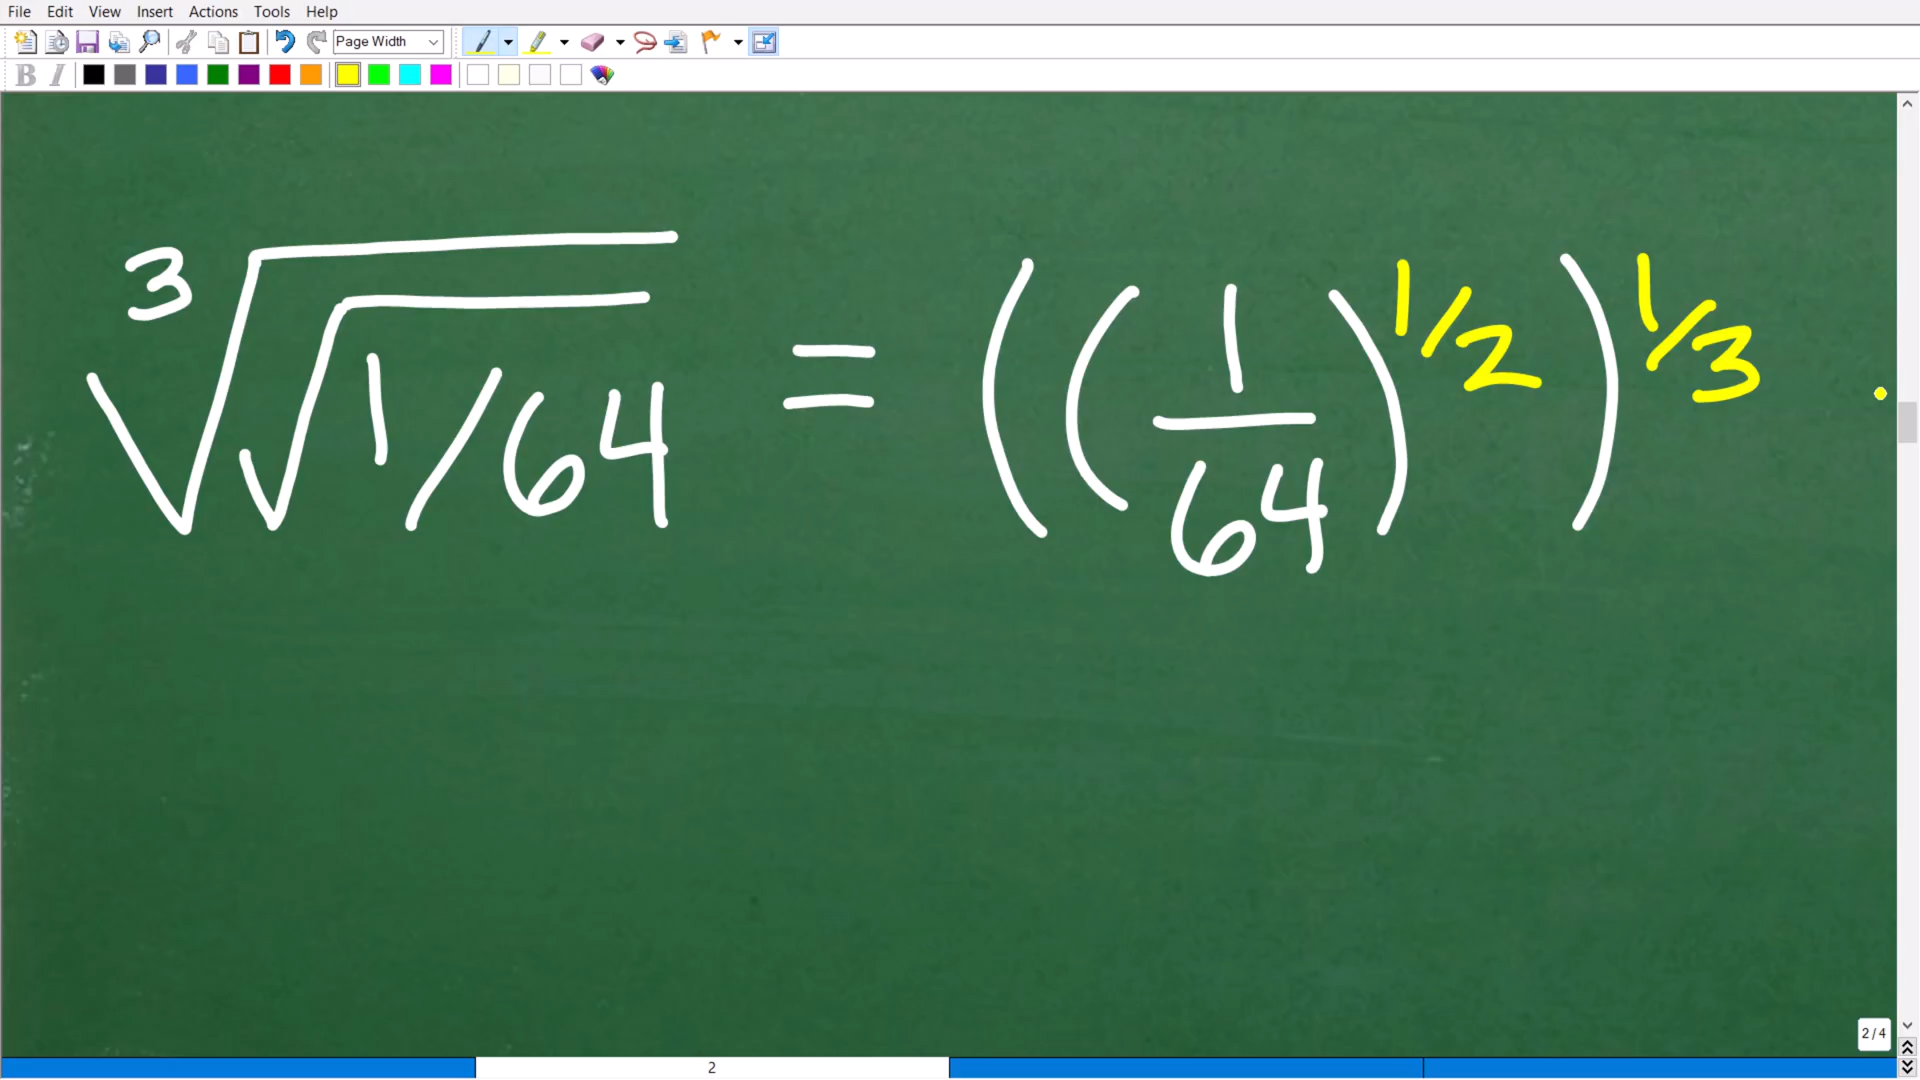 File Edit View Insert Actions Tools Help
Page Width
B I
∛√1/64 = ((1/64)^1/2)^1/3
2 / 4
2